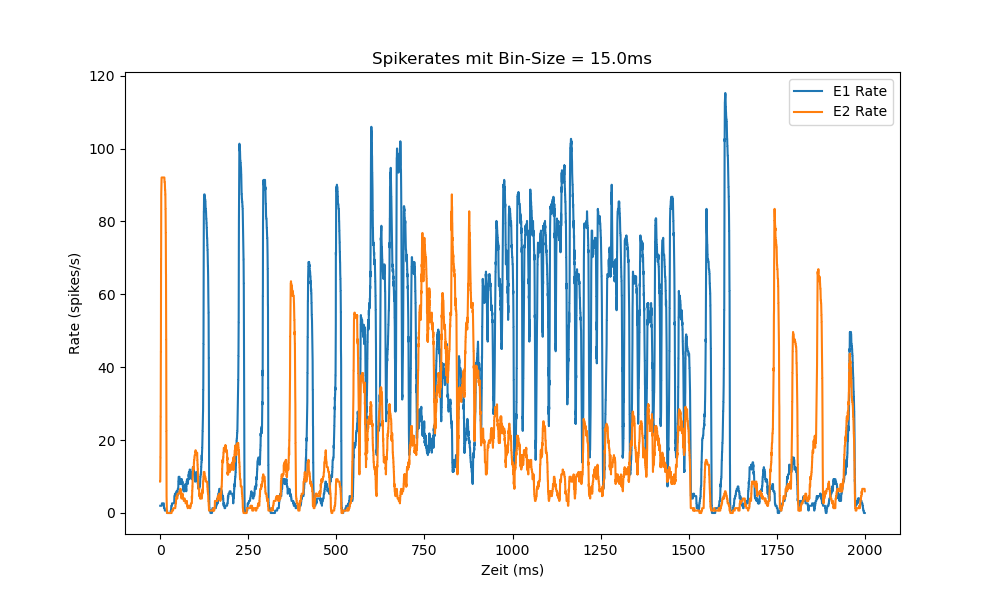 Spikerates mit Bin-Size = 15.0ms
E1 Rate
E2 Rate
Rate (spikes/s)
120
100
80
60
40
20
0
0 250 500 750 1000 1250 1500 1750 2000
Zeit (ms)